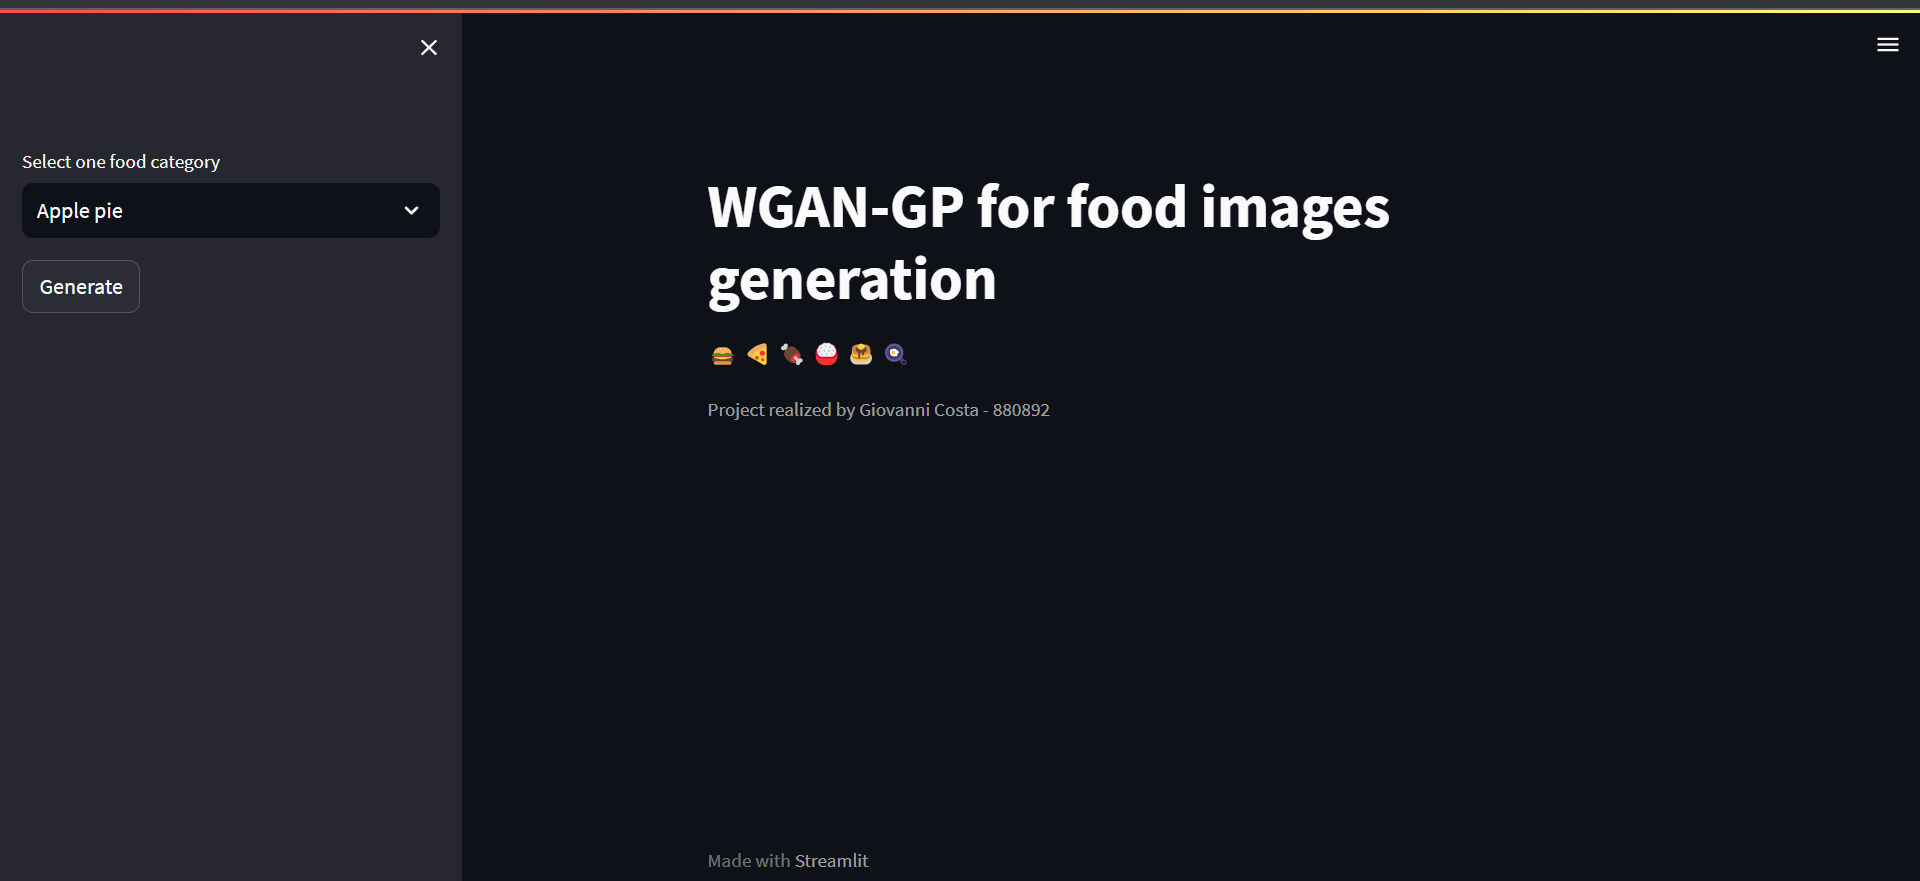 Select one food category
Apple pie
Generate
WGAN-GP for food images
generation
Project realized by Giovanni Costa - 880892
Made with Streamlit